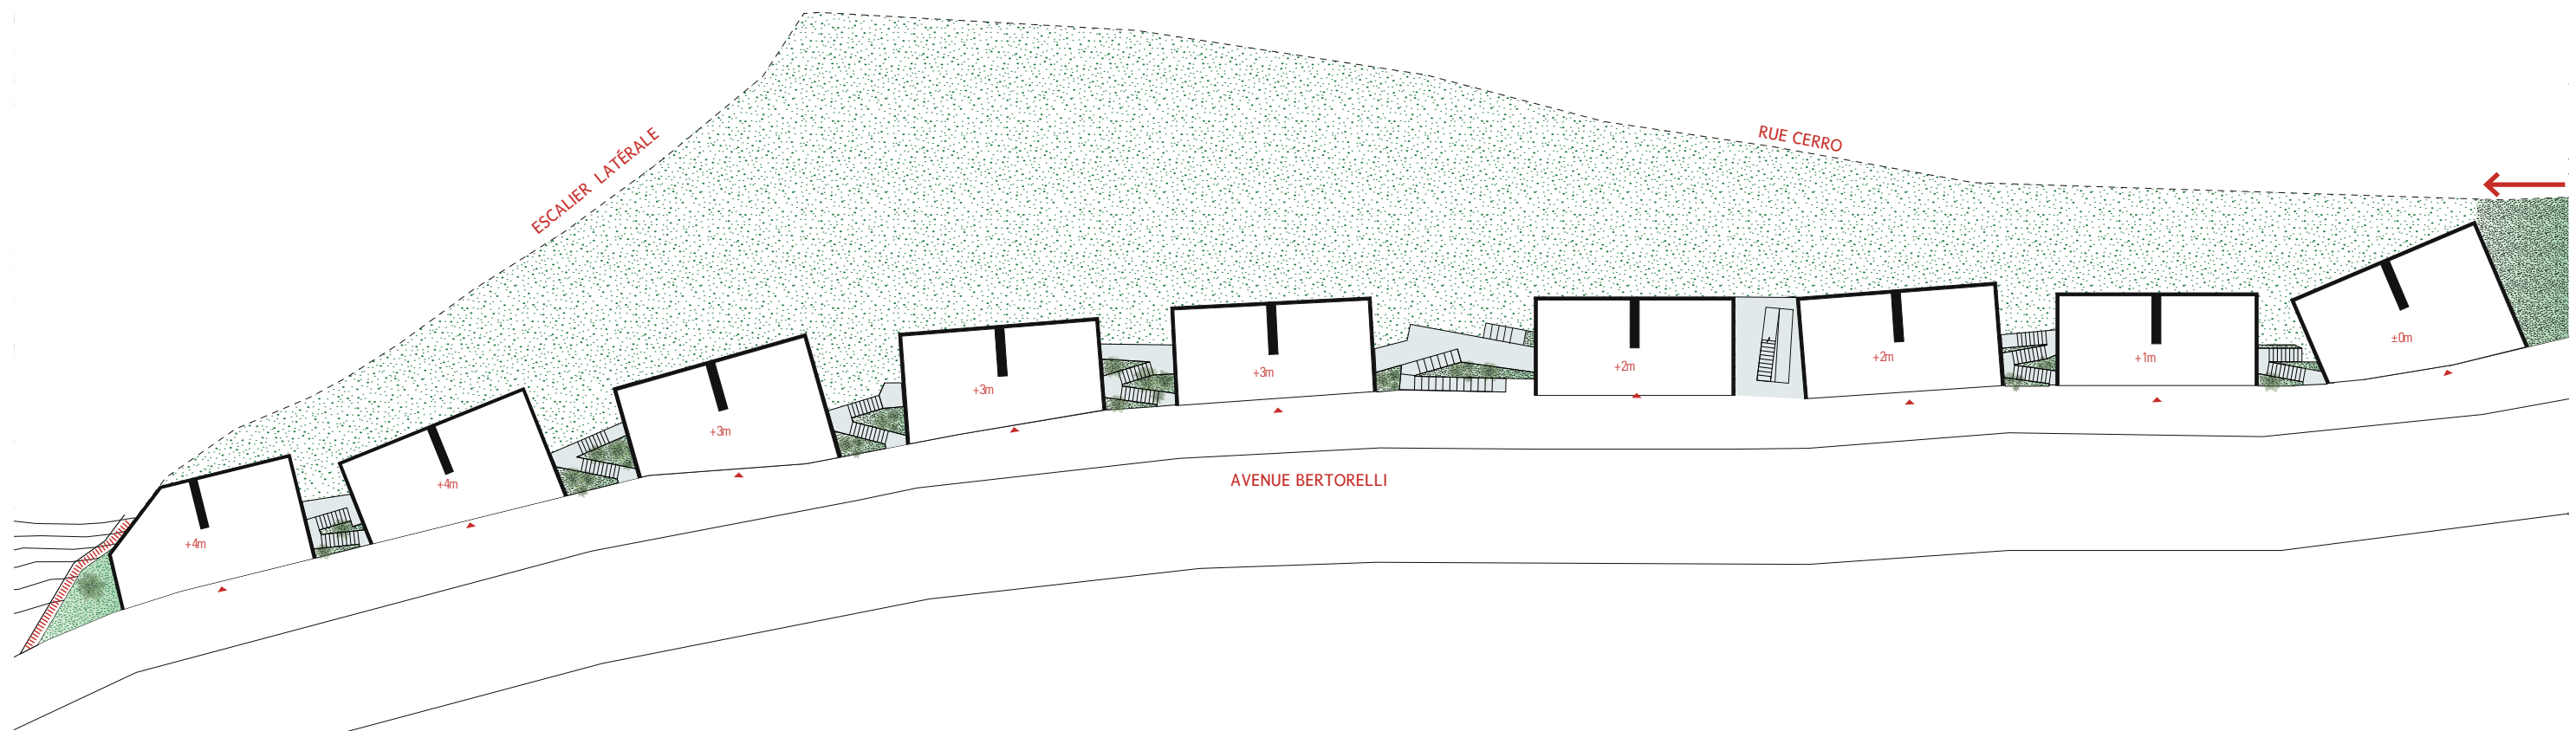 ESCALIER LATÉRALE
RUE CERRO
+4m
+4m
+3m
+3m
+3m
+2m
+2m
+1m
±0m
AVENUE BERTORELLI